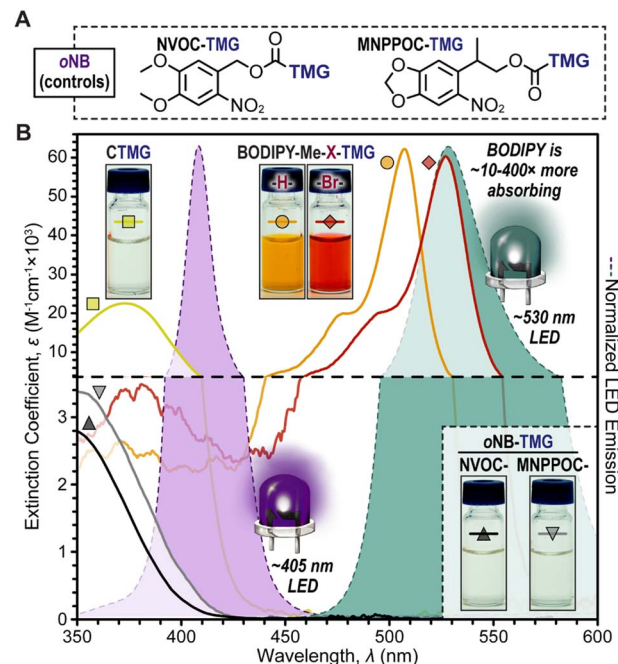 A
oNB
(controls)
NVOC-TMG
MNPPOC-TMG
O
O
O
TMG
O
NO₂
O
O
O
TMG
O
NO₂
B
CTMG
BODIPY-Me-X-TMG
-H-
-Br-
BODIPY is
~10-400× more
absorbing
~530 nm
LED
~405 nm
LED
oNB-TMG
NVOC-
MNPPOC-
Extinction Coefficient, ε (M⁻¹cm⁻¹×10³)
60
50
40
30
20
10
3
2
1
0
---Normalized LED Emission
350
400
450
500
550
600
Wavelength, λ (nm)